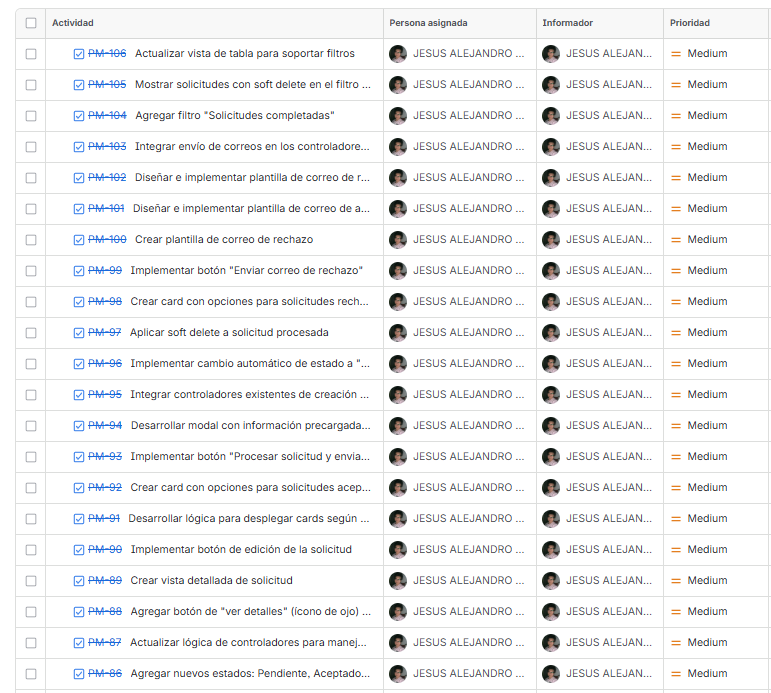 Actividad Persona asignada Informador Prioridad
PM-106 Actualizar vista de tabla para soportar filtros JESUS ALEJANDRO ... JESUS ALEJAN... Medium
PM-105 Mostrar solicitudes con soft delete en el filtro ... JESUS ALEJANDRO ... JESUS ALEJAN... Medium
PM-104 Agregar filtro "Solicitudes completadas" JESUS ALEJANDRO ... JESUS ALEJAN... Medium
PM-103 Integrar envío de correos en los controladore... JESUS ALEJANDRO ... JESUS ALEJAN... Medium
PM-102 Diseñar e implementar plantilla de correo de r... JESUS ALEJANDRO ... JESUS ALEJAN... Medium
PM-101 Diseñar e implementar plantilla de correo de a... JESUS ALEJANDRO ... JESUS ALEJAN... Medium
PM-100 Crear plantilla de correo de rechazo JESUS ALEJANDRO ... JESUS ALEJAN... Medium
PM-99 Implementar botón "Enviar correo de rechazo" JESUS ALEJANDRO ... JESUS ALEJAN... Medium
PM-98 Crear card con opciones para solicitudes rech... JESUS ALEJANDRO ... JESUS ALEJAN... Medium
PM-97 Aplicar soft delete a solicitud procesada JESUS ALEJANDRO ... JESUS ALEJAN... Medium
PM-96 Implementar cambio automático de estado a "... JESUS ALEJANDRO ... JESUS ALEJAN... Medium
PM-95 Integrar controladores existentes de creación ... JESUS ALEJANDRO ... JESUS ALEJAN... Medium
PM-94 Desarrollar modal con información precargada... JESUS ALEJANDRO ... JESUS ALEJAN... Medium
PM-93 Implementar botón "Procesar solicitud y envia... JESUS ALEJANDRO ... JESUS ALEJAN... Medium
PM-92 Crear card con opciones para solicitudes acep... JESUS ALEJANDRO ... JESUS ALEJAN... Medium
PM-91 Desarrollar lógica para desplegar cards según ... JESUS ALEJANDRO ... JESUS ALEJAN... Medium
PM-90 Implementar botón de edición de la solicitud JESUS ALEJANDRO ... JESUS ALEJAN... Medium
PM-89 Crear vista detallada de solicitud JESUS ALEJANDRO ... JESUS ALEJAN... Medium
PM-88 Agregar botón de "ver detalles" (ícono de ojo) ... JESUS ALEJANDRO ... JESUS ALEJAN... Medium
PM-87 Actualizar lógica de controladores para manej... JESUS ALEJANDRO ... JESUS ALEJAN... Medium
PM-86 Agregar nuevos estados: Pendiente, Aceptado... JESUS ALEJANDRO ... JESUS ALEJAN... Medium